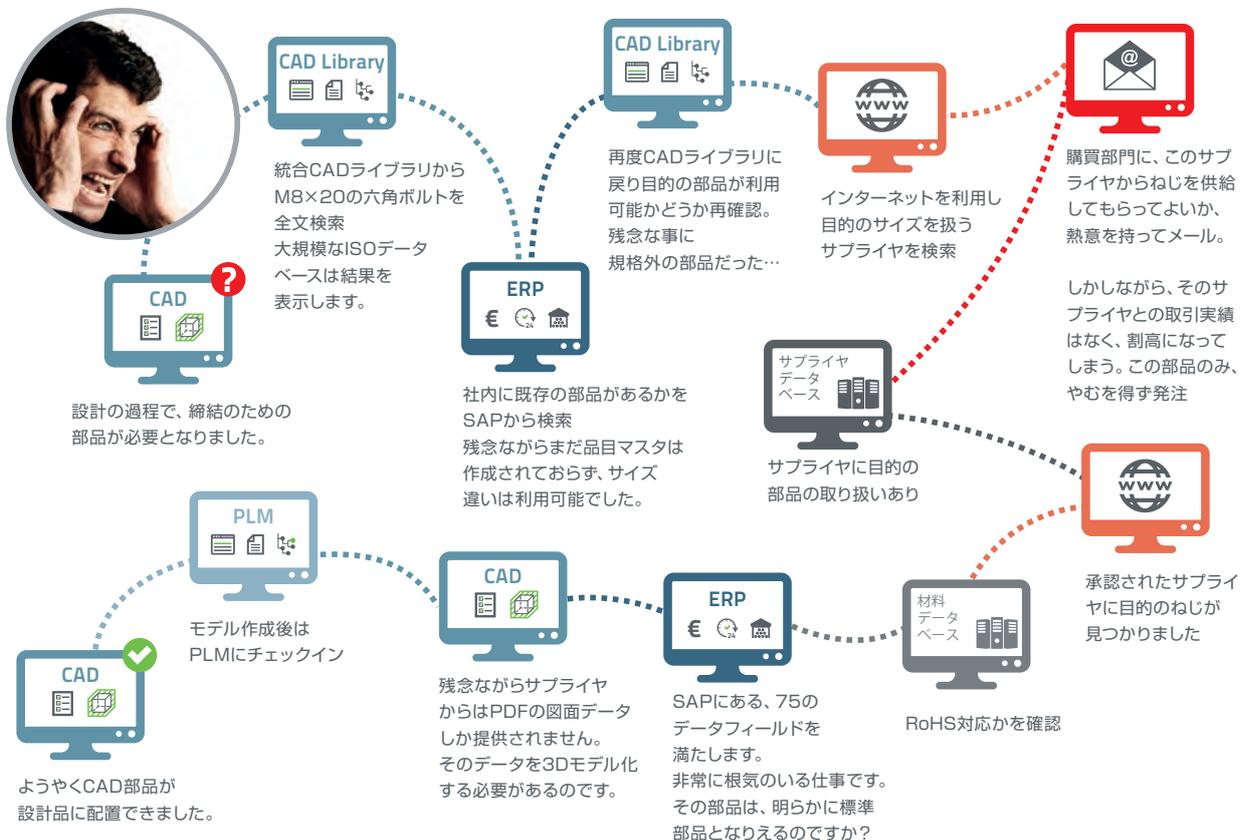 CAD
?
設計の過程で、締結のための
部品が必要となりました。
CAD Library
統合CADライブラリから
M8×20の六角ボルトを
全文検索
大規模なISOデータ
ベースは結果を
表示します。
ERP
€
24
社内に既存の部品があるかを
SAPから検索
残念ながらまだ品目マスタは
作成されておらず、サイズ
違いは利用可能でした。
CAD Library
再度CADライブラリに
戻り目的の部品が利用
可能かどうか再確認。
残念な事に
規格外の部品だった…
www
インターネットを利用し
目的のサイズを扱う
サプライヤを検索
@
購買部門に、このサプ
ライヤからねじを供給
してもらってよいか、
熱意を持ってメール。
しかしながら、そのサ
プライヤとの取引実績
はなく、割高になって
しまう。この部品のみ、
やむを得ず発注
サプライヤ
データ
ベース
サプライヤに目的の
部品の取り扱いあり
www
承認されたサプライ
ヤに目的のねじが
見つかりました
材料
データ
ベース
RoHS対応かを確認
ERP
€
24
SAPにある、75の
データフィールドを
満たします。
非常に根気のいる仕事です。
その部品は、明らかに標準
部品となりえるのですか？
CAD
残念ながらサプライヤ
からはPDFの図面データ
しか提供されません。
そのデータを3Dモデル化
する必要があるのです。
PLM
モデル作成後は
PLMにチェックイン
CAD
ようやくCAD部品が
設計品に配置できました。